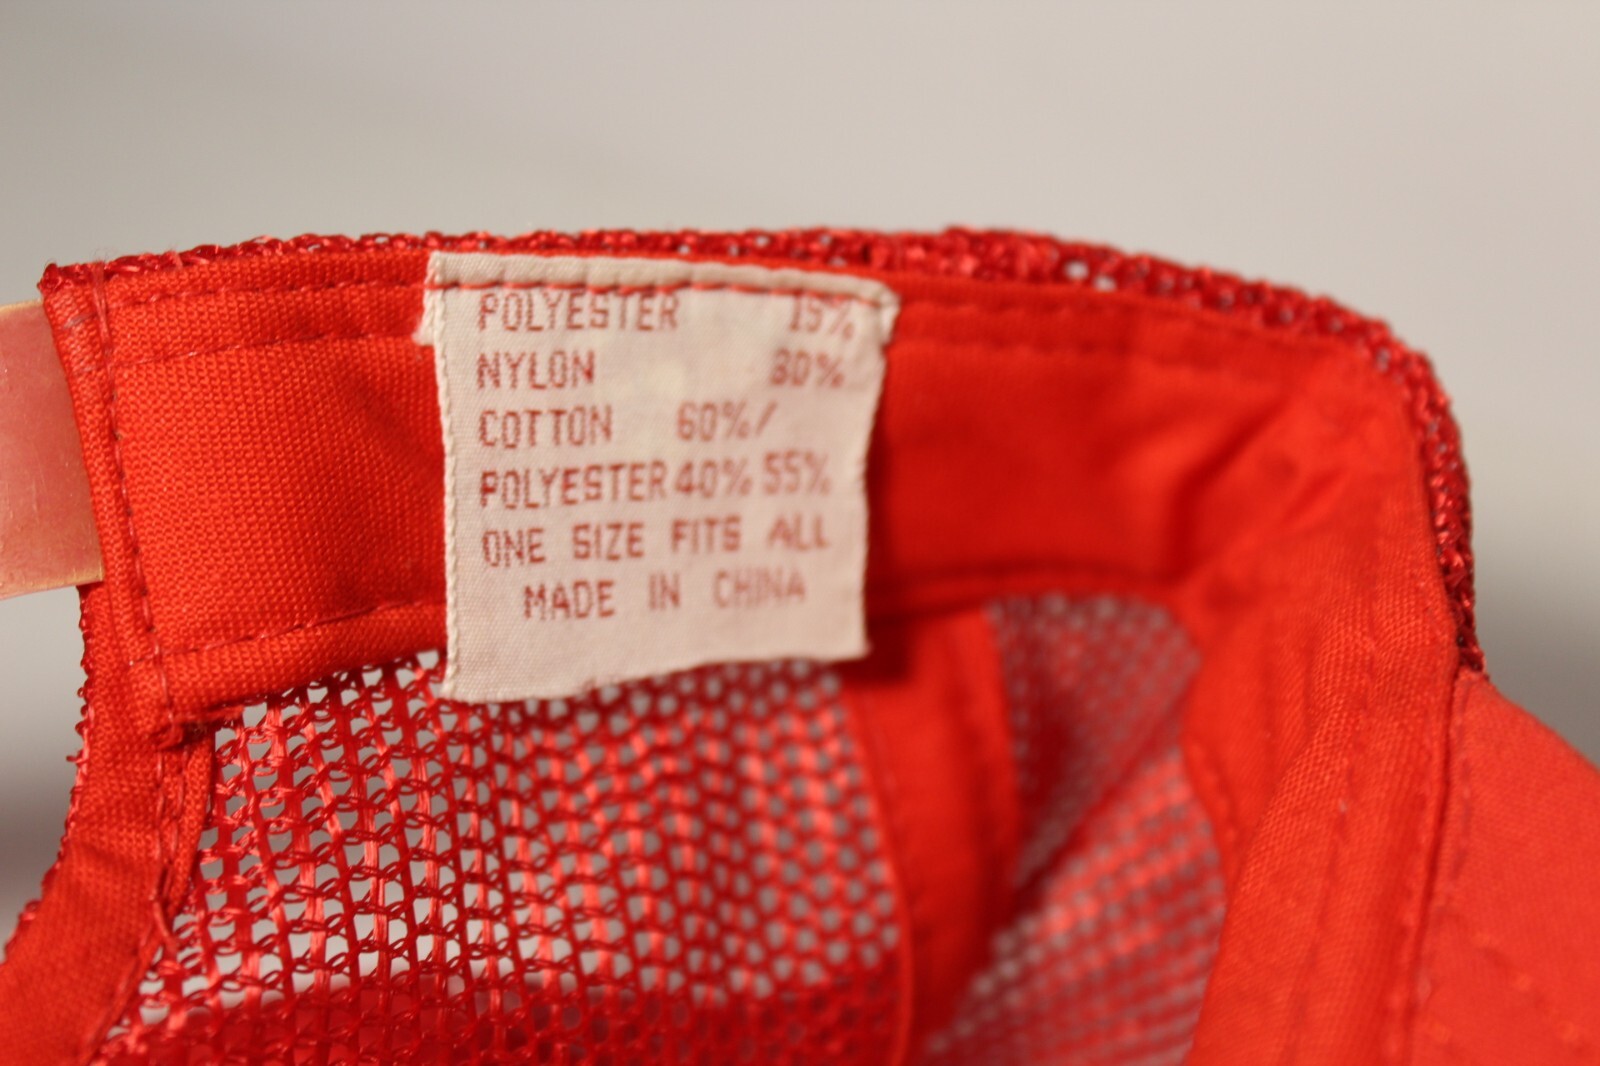 POLYESTER 15%
NYLON 30%
COTTON 60%/
POLYESTER 40% 55%
ONE SIZE FITS ALL
MADE IN CHINA